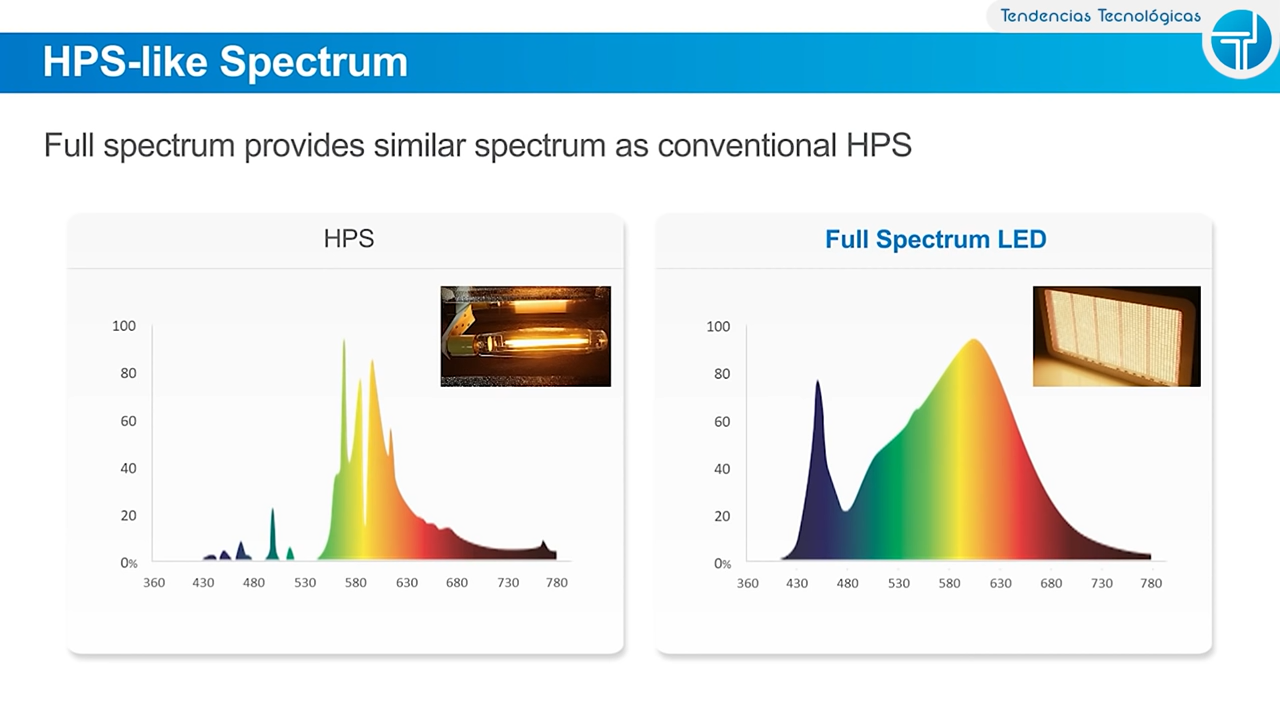 Tendencias Tecnológicas
HPS-like Spectrum
Full spectrum provides similar spectrum as conventional HPS
HPS
100
80
60
40
20
0%
360 430 480 530 580 630 680 730 780
Full Spectrum LED
100
80
60
40
20
0%
360 430 480 530 580 630 680 730 780